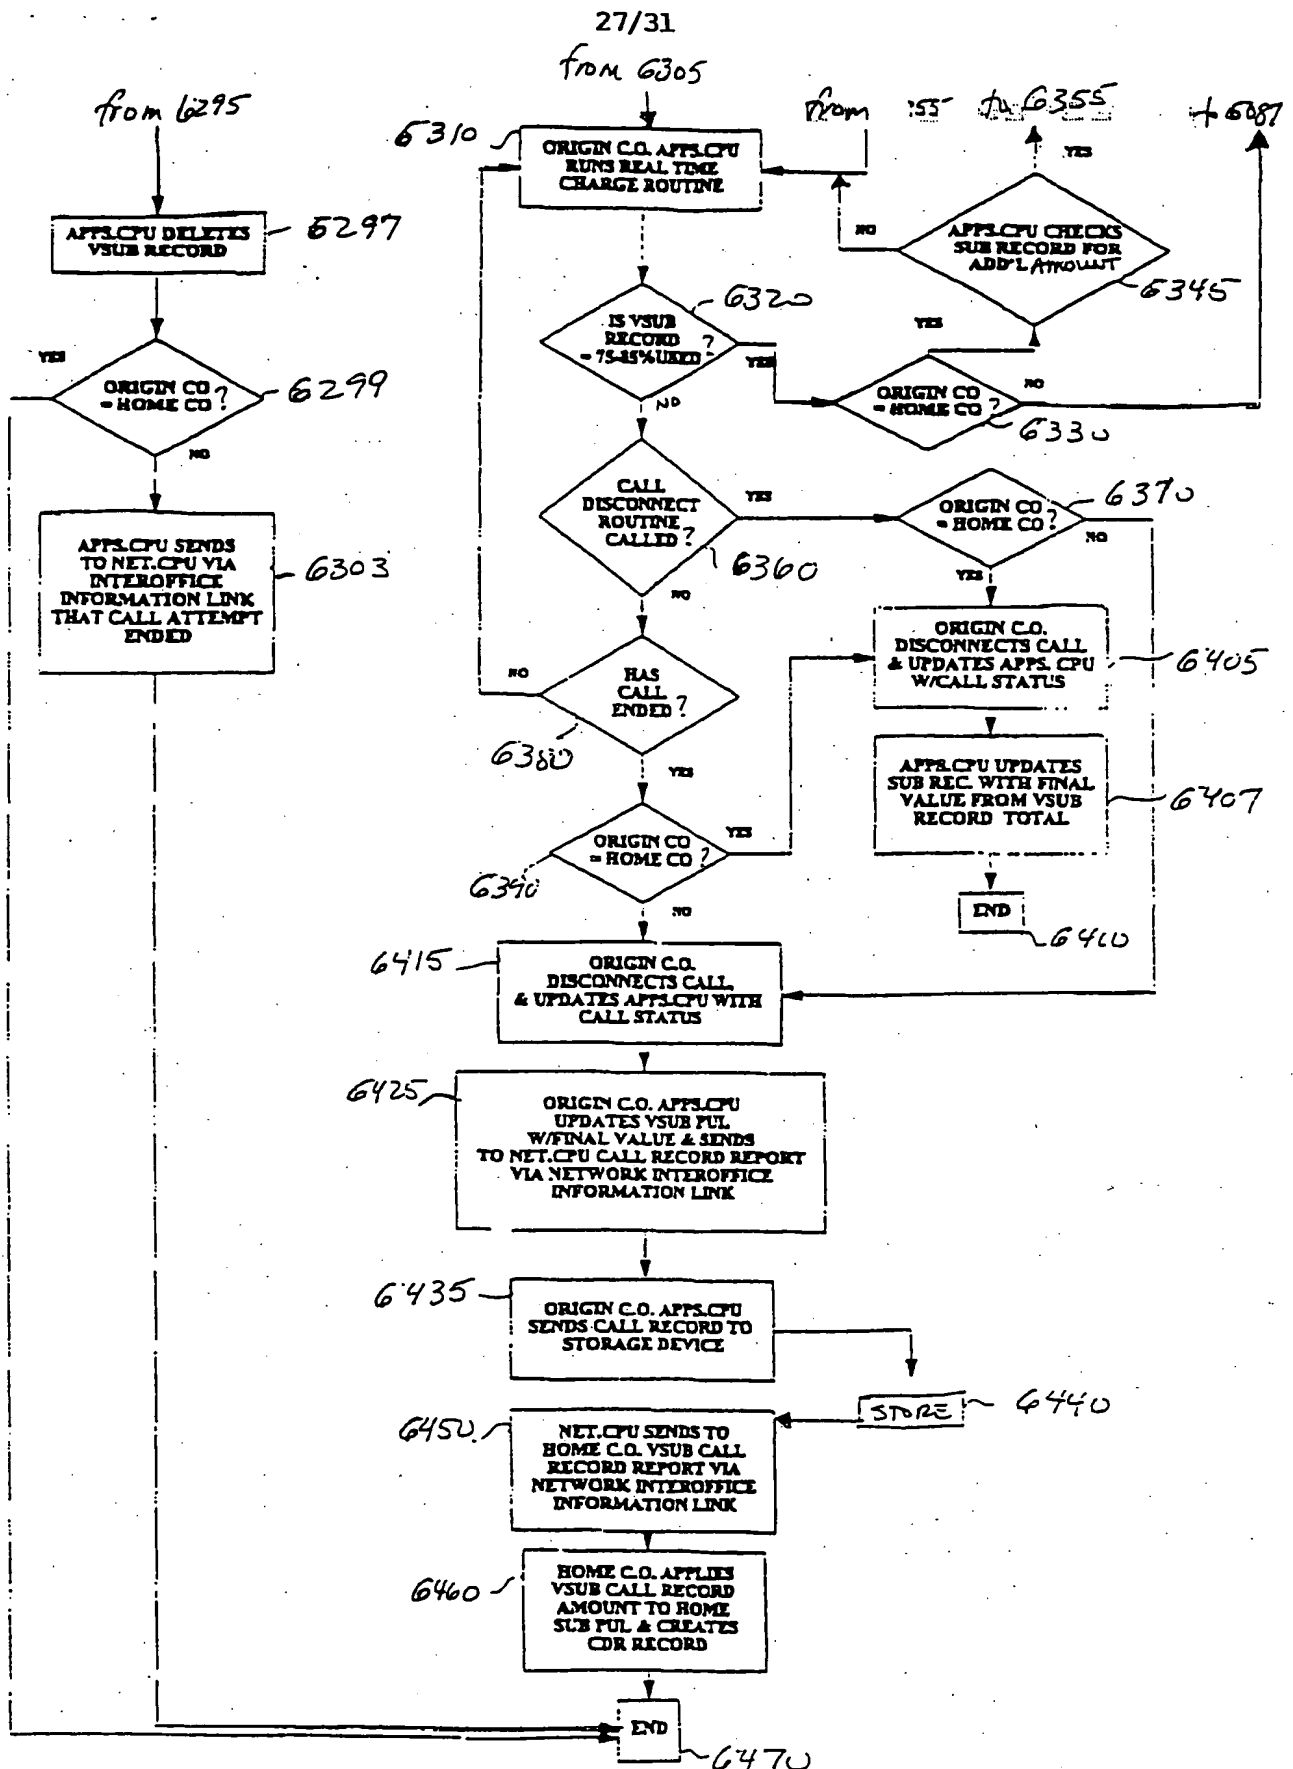 27/31
from 6305
from 6295
from
55
to 6355
6087
6310
ORIGIN C.O. APPS.CPU
RUNS REAL TIME
CHARGE ROUTINE
YES
APPS.CPU DELETES
VSUB RECORD
6297
NO
APPS.CPU CHECKS
SUB RECORD FOR
ADD'L AMOUNT
6345
6320
IS VSUB
RECORD ?
= 75-85% USED
YES
NO
YES
ORIGIN CO
= HOME CO ?
NO
6330
YES
ORIGIN CO
= HOME CO ?
6299
NO
CALL
DISCONNECT
ROUTINE
CALLED ?
YES
6360
NO
ORIGIN CO
= HOME CO ?
6370
NO
YES
APPS.CPU SENDS
TO NET.CPU VIA
INTEROFFICE
INFORMATION LINK
THAT CALL ATTEMPT
ENDED
6303
ORIGIN C.O.
DISCONNECTS CALL
& UPDATES APPS. CPU
W/CALL STATUS
6405
NO
HAS
CALL
ENDED ?
6380
YES
APPS.CPU UPDATES
SUB REC. WITH FINAL
VALUE FROM VSUB
RECORD TOTAL
6407
ORIGIN CO
= HOME CO ?
YES
6390
NO
END
6410
6415
ORIGIN C.O.
DISCONNECTS CALL
& UPDATES APPS.CPU WITH
CALL STATUS
6425
ORIGIN C.O. APPS.CPU
UPDATES VSUB PUL
W/FINAL VALUE & SENDS
TO NET.CPU CALL RECORD REPORT
VIA NETWORK INTEROFFICE
INFORMATION LINK
6435
ORIGIN C.O. APPS.CPU
SENDS CALL RECORD TO
STORAGE DEVICE
STORE
6440
6450
NET.CPU SENDS TO
HOME C.O. VSUB CALL
RECORD REPORT VIA
NETWORK INTEROFFICE
INFORMATION LINK
6460
HOME C.O. APPLIES
VSUB CALL RECORD
AMOUNT TO HOME
SUB PUL & CREATES
CDR RECORD
END
6470